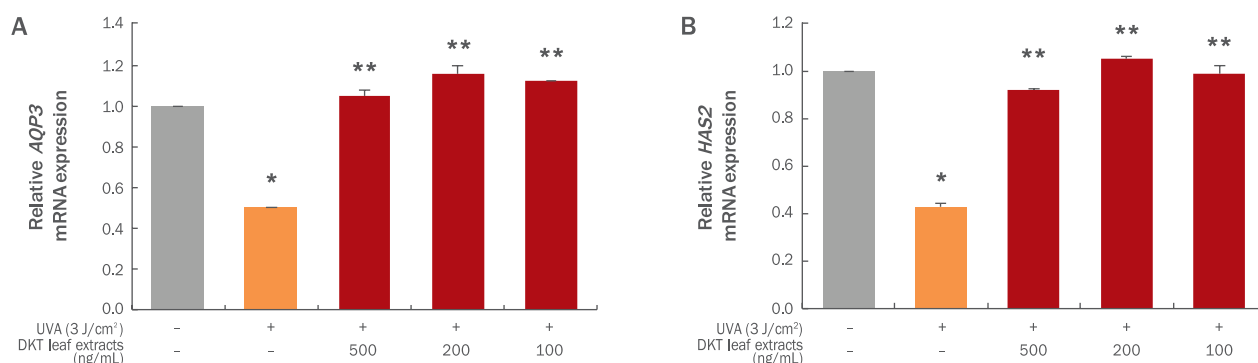 A
Relative AQP3
mRNA expression
1.4
1.2
1.0
0.8
0.6
0.4
0.2
0.0
*
**
**
**
UVA (3 J/cm²) – + + + +
DKT leaf extracts
(ng/mL) – – 500 200 100
B
Relative HAS2
mRNA expression
1.2
1.0
0.8
0.6
0.4
0.2
0.0
*
**
**
**
UVA (3 J/cm²) – + + + +
DKT leaf extracts
(ng/mL) – – 500 200 100